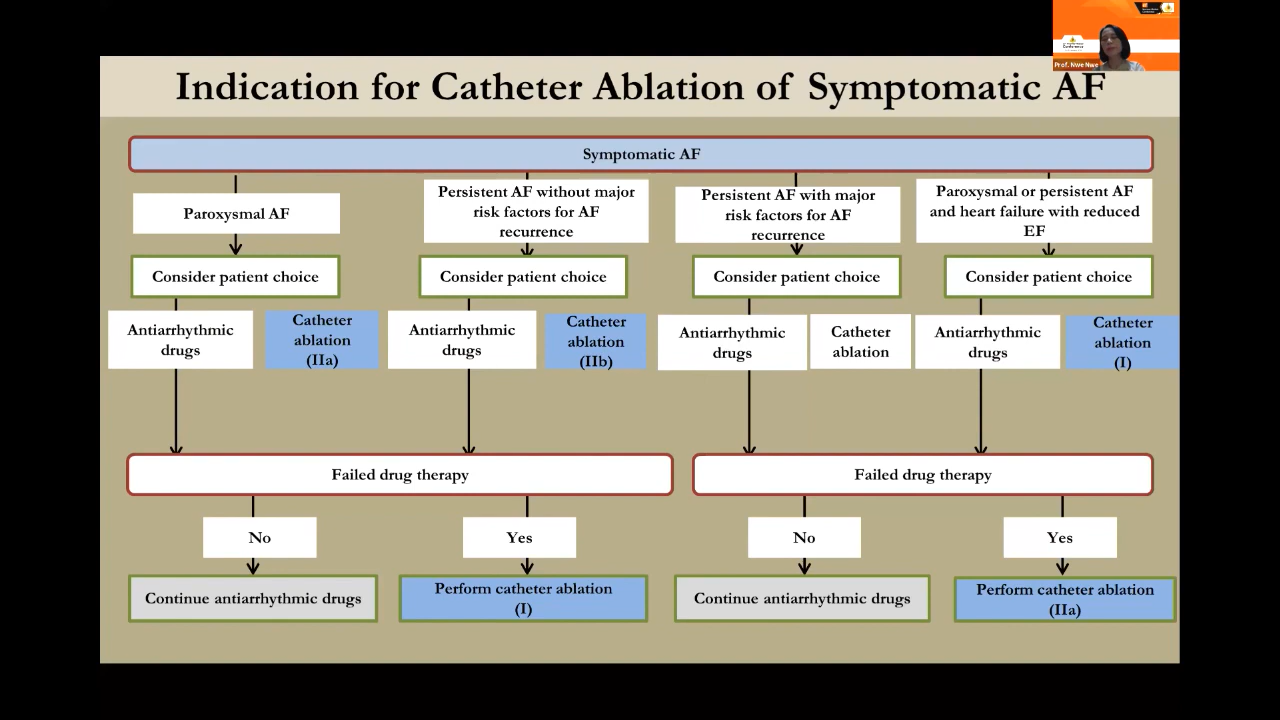 Indication for Catheter Ablation of Symptomatic AF
Prof. Nwe Nwe
Conference
Symptomatic AF
Paroxysmal AF
Persistent AF without major
risk factors for AF
recurrence
Persistent AF with major
risk factors for AF
recurrence
Paroxysmal or persistent AF
and heart failure with reduced
EF
Consider patient choice
Consider patient choice
Consider patient choice
Consider patient choice
Antiarrhythmic
drugs
Catheter
ablation
(IIa)
Antiarrhythmic
drugs
Catheter
ablation
(IIb)
Antiarrhythmic
drugs
Catheter
ablation
Antiarrhythmic
drugs
Catheter
ablation
(I)
Failed drug therapy
Failed drug therapy
No
Yes
No
Yes
Continue antiarrhythmic drugs
Perform catheter ablation
(I)
Continue antiarrhythmic drugs
Perform catheter ablation
(IIa)